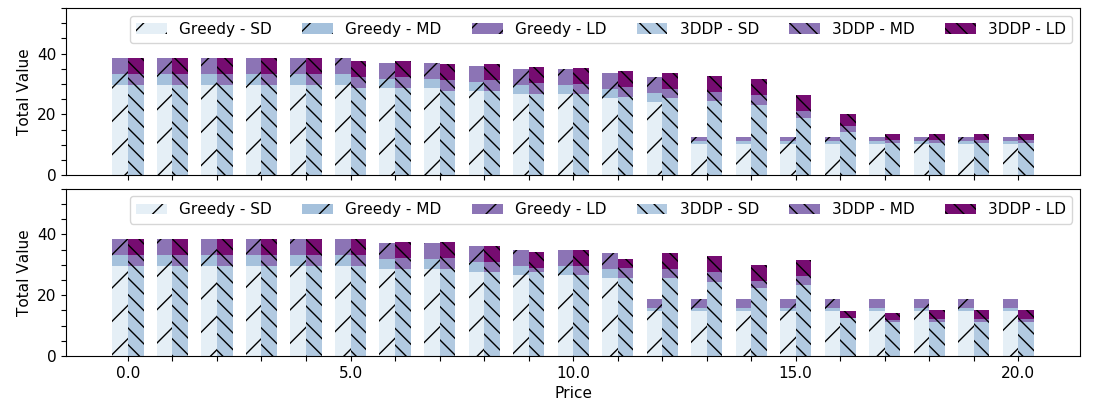 Greedy - SD Greedy - MD Greedy - LD 3DDP - SD 3DDP - MD 3DDP - LD
Total Value
40
20
0
Greedy - SD Greedy - MD Greedy - LD 3DDP - SD 3DDP - MD 3DDP - LD
Total Value
40
20
0
0.0 5.0 10.0 15.0 20.0
Price